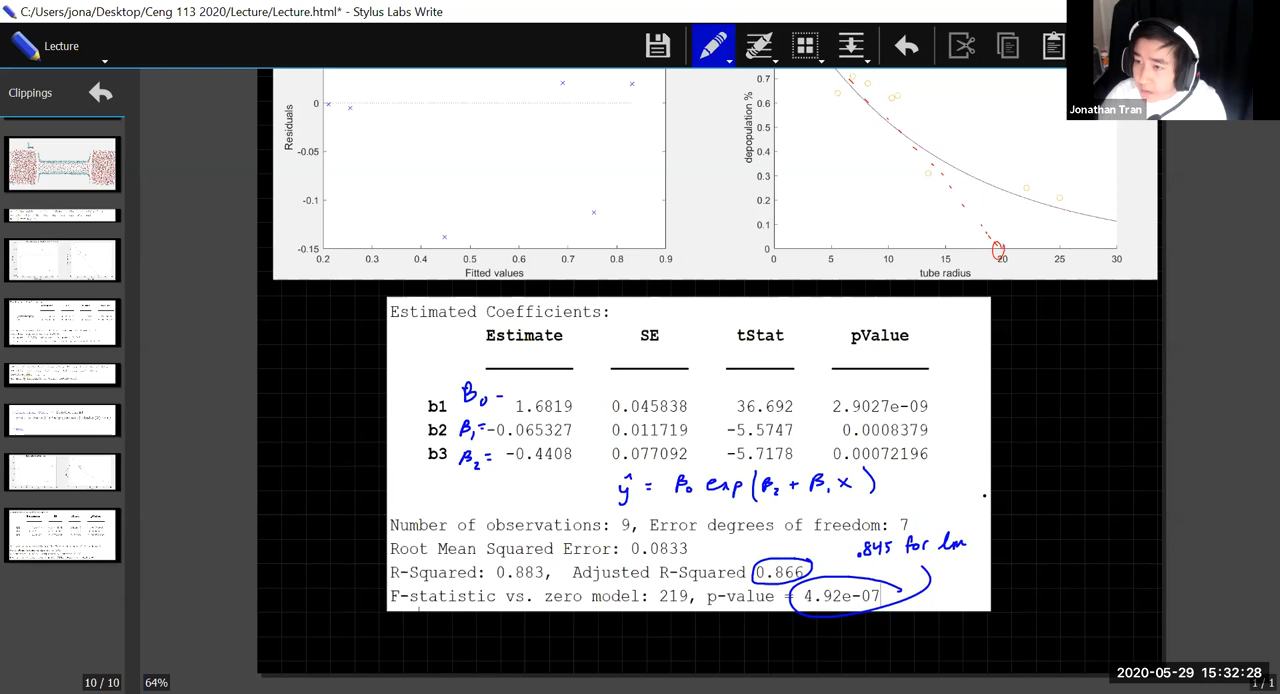 C:/Users/jona/Desktop/Ceng 113 2020/Lecture/Lecture.html* - Stylus Labs Write
Lecture
Clippings
Jonathan Tran
Residuals
0
-0.05
-0.1
-0.15
0.2 0.3 0.4 0.5 0.6 0.7 0.8 0.9
Fitted values
depopulation %
0.7
0.6
0.5
0.4
0.3
0.2
0.1
0
0 5 10 15 20 25 30
tube radius
Estimated Coefficients:
Estimate SE tStat pValue
b1 β₀ - 1.6819 0.045838 36.692 2.9027e-09
b2 β₁= -0.065327 0.011719 -5.5747 0.0008379
b3 β₂= -0.4408 0.077092 -5.7178 0.00072196
ŷ = β₀ exp(β₂ + β₁ x)
Number of observations: 9, Error degrees of freedom: 7
.845 for lm
Root Mean Squared Error: 0.0833
R-Squared: 0.883, Adjusted R-Squared 0.866
F-statistic vs. zero model: 219, p-value = 4.92e-07
10 / 10 64%
2020-05-29 15:32:28
1 / 1